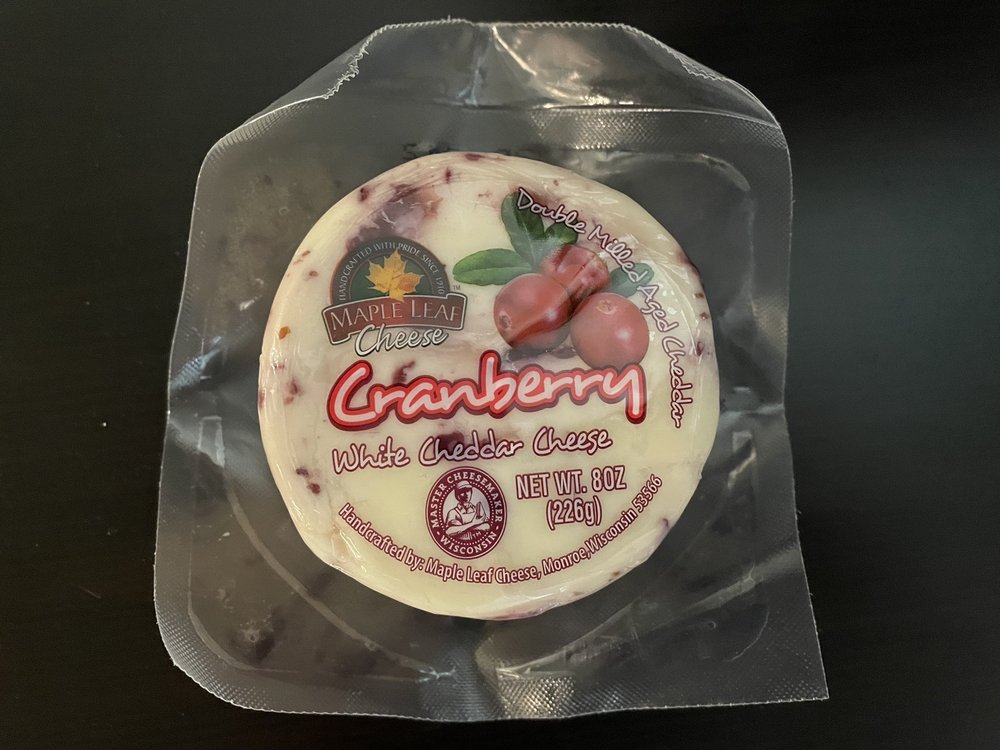 HANDCRAFTED WITH PRIDE SINCE 1910
MAPLE LEAF™
Cheese
Double Milled Aged Cheddar
Cranberry
White Cheddar Cheese
MASTER CHEESEMAKER
• WISCONSIN •
NET WT. 8OZ
(226g)
Handcrafted by: Maple Leaf Cheese, Monroe, Wisconsin 53566